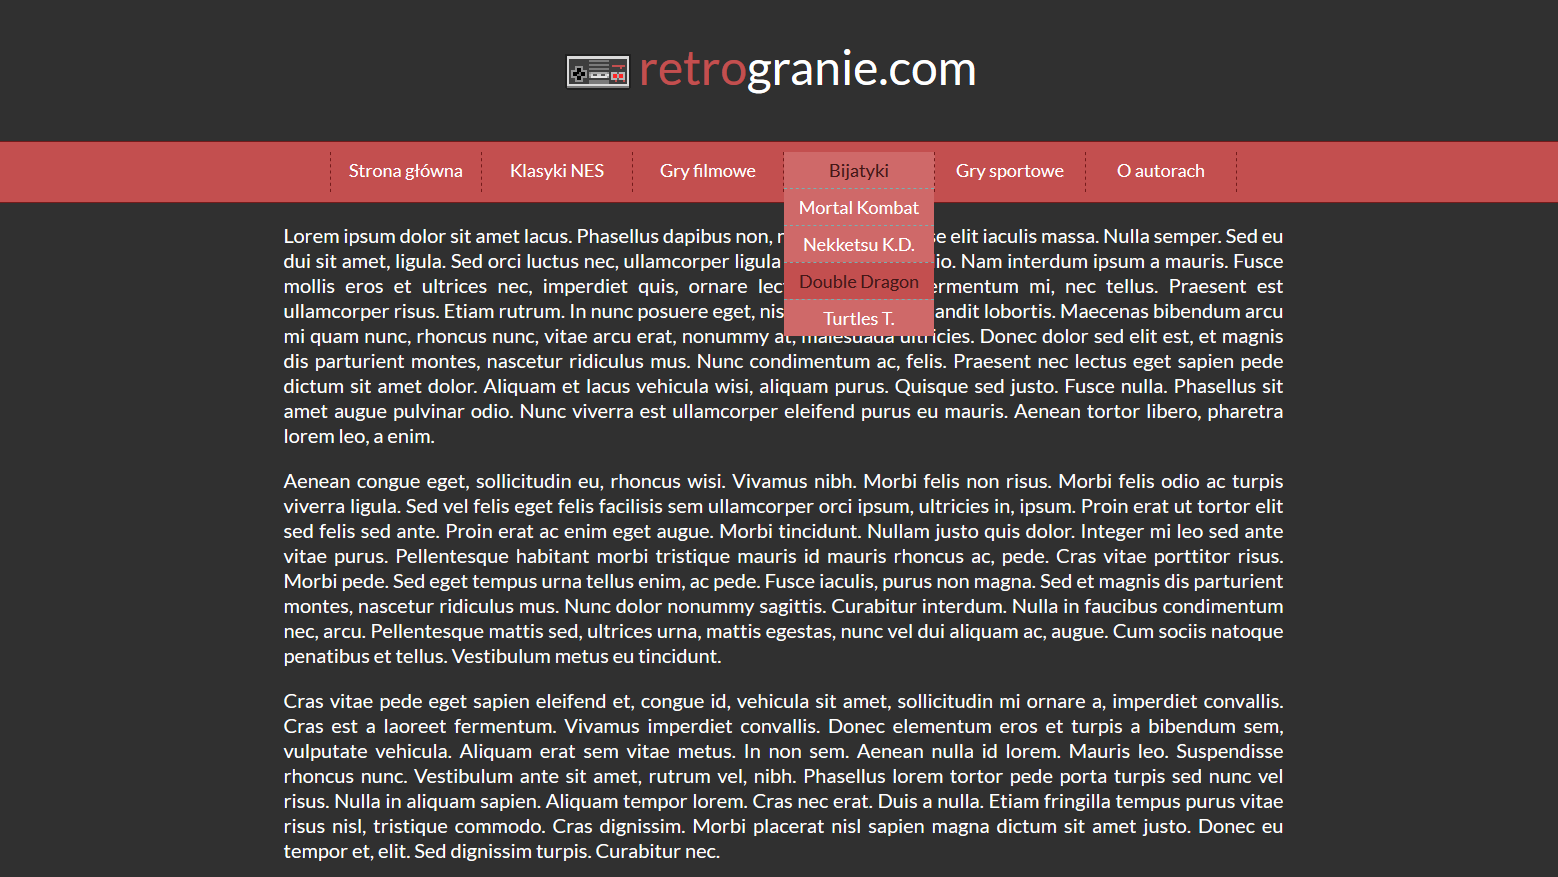 retrogranie.com
Strona główna Klasyki NES Gry filmowe Bijatyki Gry sportowe O autorach
Mortal Kombat
Nekketsu K.D.
Double Dragon
Turtles T.
Lorem ipsum dolor sit amet lacus. Phasellus dapibus non, elit iaculis massa. Nulla semper. Sed eu
dui sit amet, ligula. Sed orci luctus nec, ullamcorper ligula Nam interdum ipsum a mauris. Fusce
mollis eros et ultrices nec, imperdiet quis, ornare mi, nec tellus. Praesent est
ullamcorper risus. Etiam rutrum. In nunc posuere eget, lobortis. Maecenas bibendum arcu
mi quam nunc, rhoncus nunc, vitae arcu erat, nonummy at, malesuada ultricies. Donec dolor sed elit est, et magnis
dis parturient montes, nascetur ridiculus mus. Nunc condimentum ac, felis. Praesent nec lectus eget sapien pede
dictum sit amet dolor. Aliquam et lacus vehicula wisi, aliquam purus. Quisque sed justo. Fusce nulla. Phasellus sit
amet augue pulvinar odio. Nunc viverra est ullamcorper eleifend purus eu mauris. Aenean tortor libero, pharetra
lorem leo, a enim.
Aenean congue eget, sollicitudin eu, rhoncus wisi. Vivamus nibh. Morbi felis non risus. Morbi felis odio ac turpis
viverra ligula. Sed vel felis eget felis facilisis sem ullamcorper orci ipsum, ultricies in, ipsum. Proin erat ut tortor elit
sed felis sed ante. Proin erat ac enim eget augue. Morbi tincidunt. Nullam justo quis dolor. Integer mi leo sed ante
vitae purus. Pellentesque habitant morbi tristique mauris id mauris rhoncus ac, pede. Cras vitae porttitor risus.
Morbi pede. Sed eget tempus urna tellus enim, ac pede. Fusce iaculis, purus non magna. Sed et magnis dis parturient
montes, nascetur ridiculus mus. Nunc dolor nonummy sagittis. Curabitur interdum. Nulla in faucibus condimentum
nec, arcu. Pellentesque mattis sed, ultrices urna, mattis egestas, nunc vel dui aliquam ac, augue. Cum sociis natoque
penatibus et tellus. Vestibulum metus eu tincidunt.
Cras vitae pede eget sapien eleifend et, congue id, vehicula sit amet, sollicitudin mi ornare a, imperdiet convallis.
Cras est a laoreet fermentum. Vivamus imperdiet convallis. Donec elementum eros et turpis a bibendum sem,
vulputate vehicula. Aliquam erat sem vitae metus. In non sem. Aenean nulla id lorem. Mauris leo. Suspendisse
rhoncus nunc. Vestibulum ante sit amet, rutrum vel, nibh. Phasellus lorem tortor pede porta turpis sed nunc vel
risus. Nulla in aliquam sapien. Aliquam tempor lorem. Cras nec erat. Duis a nulla. Etiam fringilla tempus purus vitae
risus nisl, tristique commodo. Cras dignissim. Morbi placerat nisl sapien magna dictum sit amet justo. Donec eu
tempor et, elit. Sed dignissim turpis. Curabitur nec.